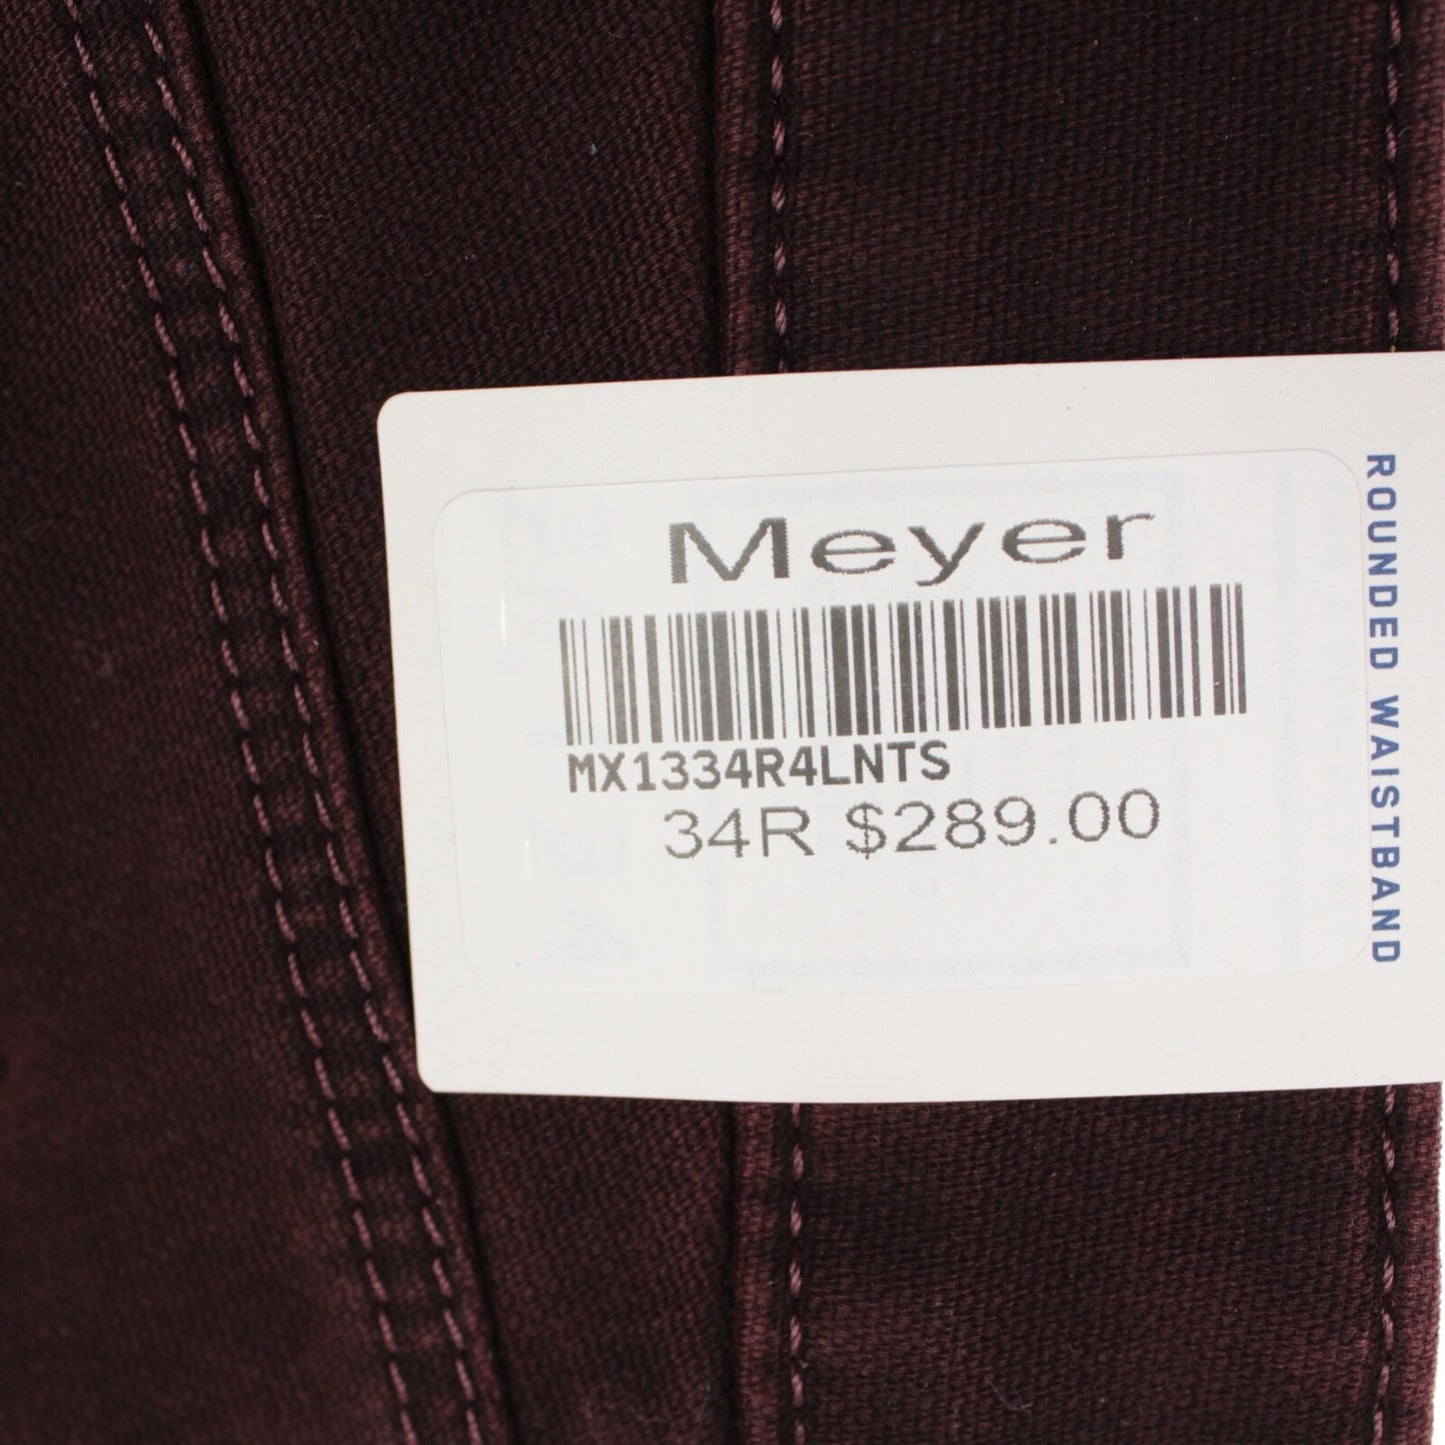 Meyer
MX1334R4LNTS
34R $289.00
ROUNDED WAISTBAND